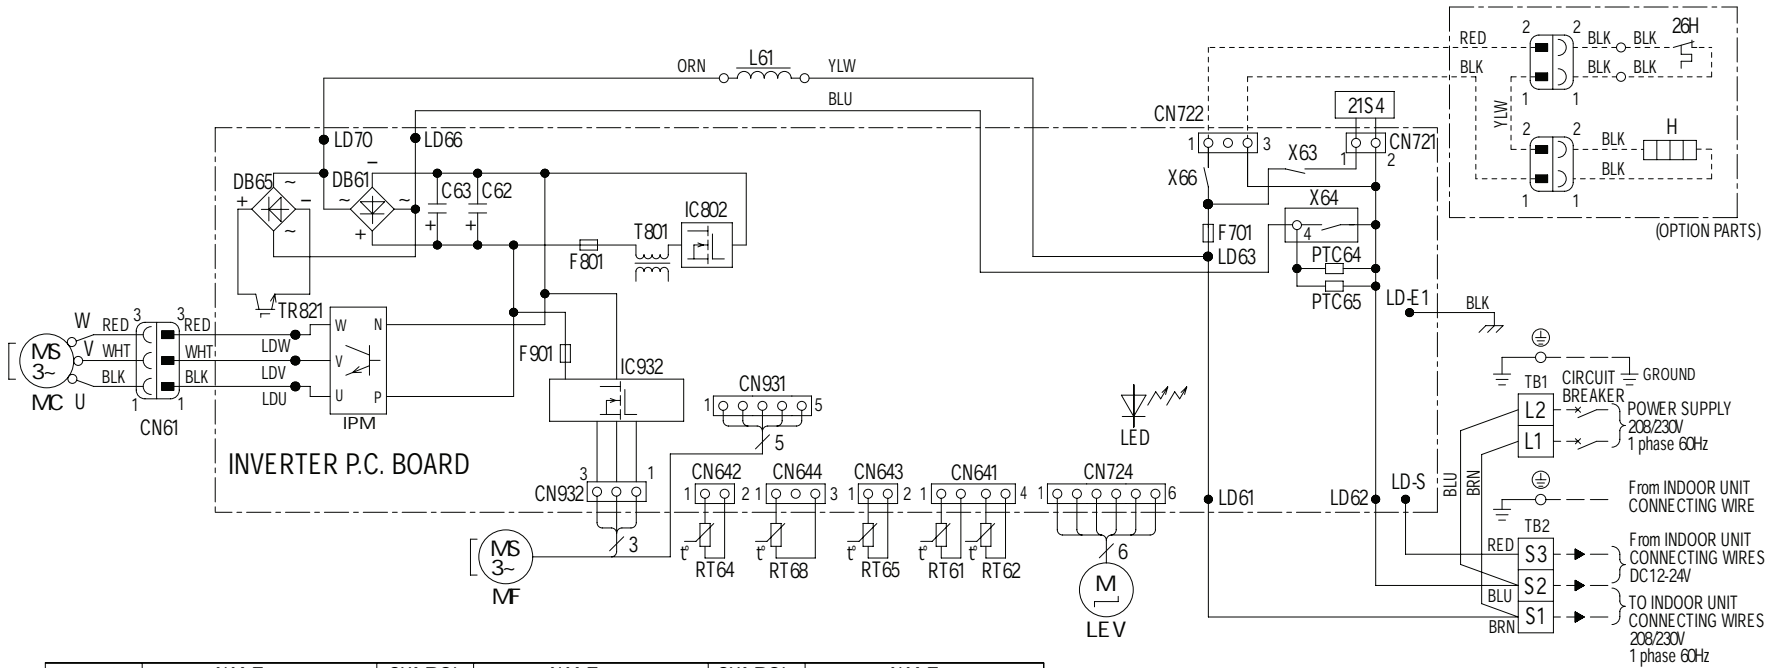 ORN L61 YLW
BLU
RED 2 2 BLK BLK 26H
BLK BLK BLK
1 1
YLW
2 2 BLK H
BLK
1 1
(OPTION PARTS)
CN722 21S4
1 3 X63 1 CN721 2
LD70 LD66
DB65 ~ - DB61 -
+ - ~ ~
~ +
C63 C62
+ +
X66 X64
4
F701
LD63
PTC64
PTC65
LD-E1 BLK
T801 IC802
F801
TR821
W RED 3 3 RED LDW W N
MS 3~ V WHT WHT LDV V
BLK BLK LDU U P
MC U 1 1
CN61 IPM
F901
IC932
CN931
1 5
5
LED
INVERTER P.C. BOARD
3 1
CN932
3
CN642
1 2
CN644
1 3
CN643
1 2
CN641
1 4
CN724
1 6
LD61 LD62 LD-S
MS 3~
MF
t° RT64
t° RT68
t° RT65
t° RT61
t° RT62
6
M
LEV
TB1 CIRCUIT BREAKER GROUND
L2 POWER SUPPLY
L1 208/230V
1 phase 60Hz
BLU BRN
From INDOOR UNIT
CONNECTING WIRE
TB2
RED S3 From INDOOR UNIT
CONNECTING WIRES
DC12-24V
S2
BLU
BRN S1 TO INDOOR UNIT
CONNECTING WIRES
208/230V
1 phase 60Hz